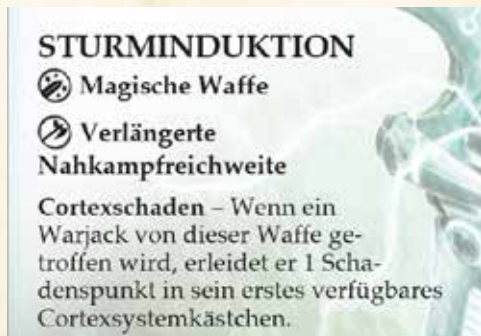 STURMINDUKTION
Magische Waffe
Verlängerte
Nahkampfreichweite
Cortexschaden – Wenn ein
Warjack von dieser Waffe ge-
troffen wird, erleidet er 1 Scha-
denspunkt in sein erstes verfügbares
Cortexsystemkästchen.